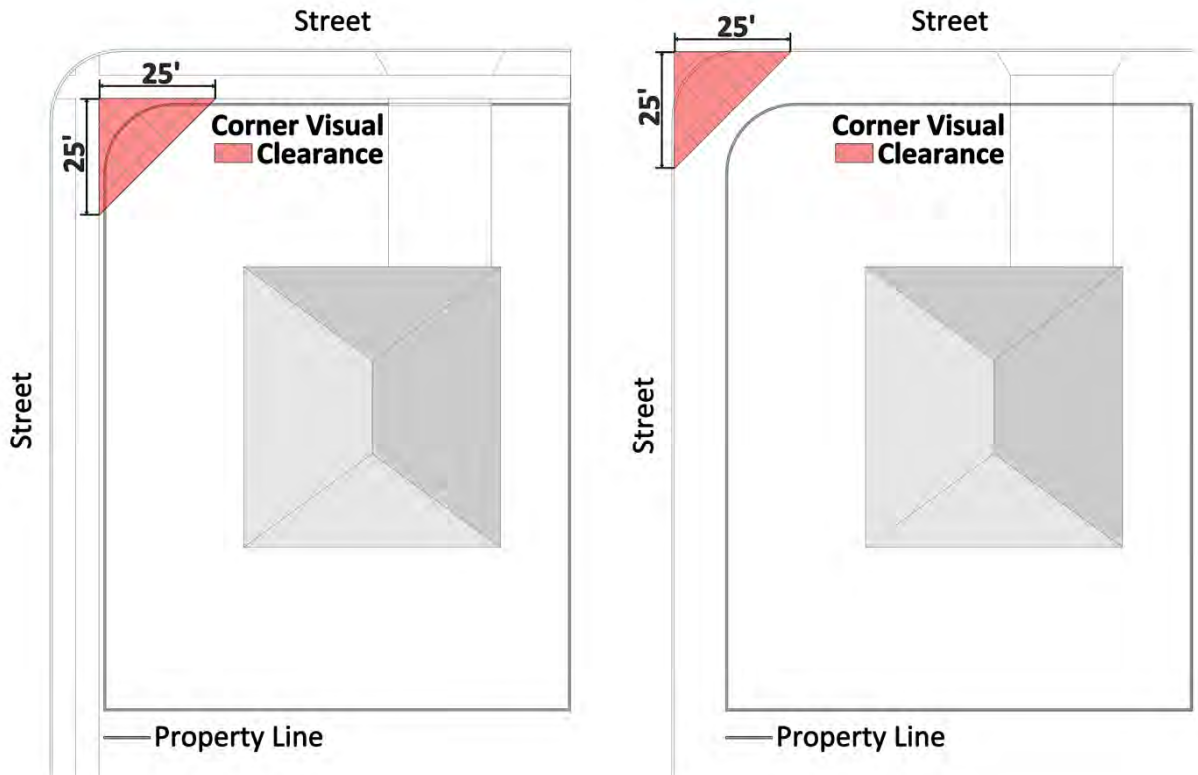 Street
25'
25'
Corner Visual
Clearance
Street
Property Line
Street
25'
25'
Corner Visual
Clearance
Street
Property Line